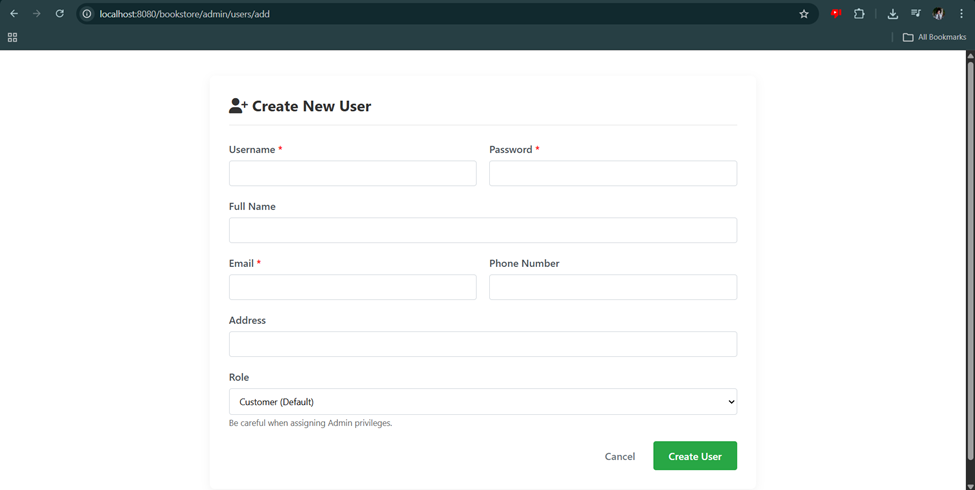 localhost:8080/bookstore/admin/users/add
All Bookmarks
Create New User
Username * Password *
Full Name
Email * Phone Number
Address
Role
Customer (Default)
Be careful when assigning Admin privileges.
Cancel Create User